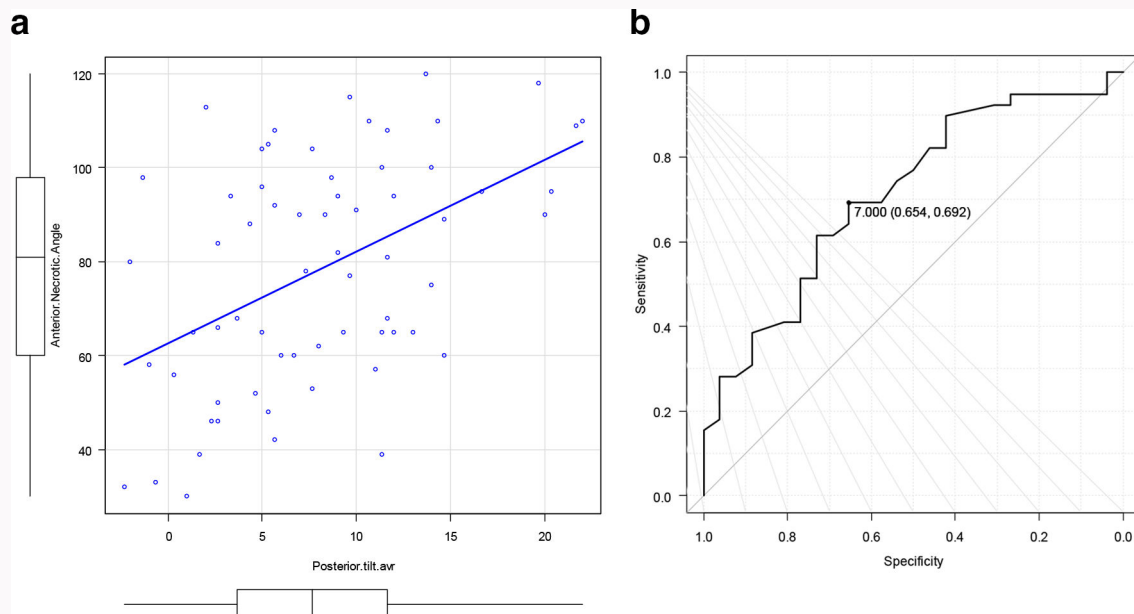 a
Anterior.Necrotic.Angle
120
100
80
60
40
0 5 10 15 20
Posterior.tilt.avr
b
Sensitivity
1.0
0.8
0.6
0.4
0.2
0.0
7.000 (0.654, 0.692)
1.0 0.8 0.6 0.4 0.2 0.0
Specificity